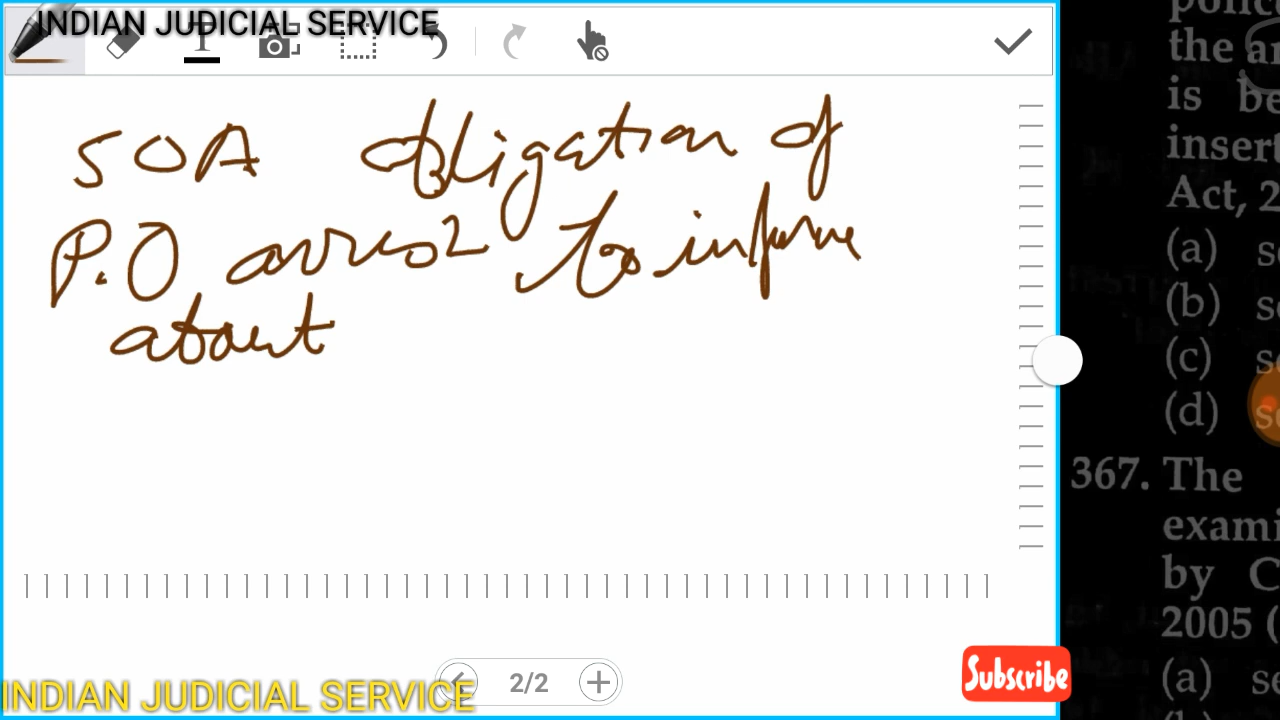 INDIAN JUDICIAL SERVICE
T
50A obligation of
P.O arrest to inform
about
2/2
INDIAN JUDICIAL SERVICE
Subscribe
the
is
insert
Act, 2
(a)
(b)
(c)
(d)
367. The
by
2005 (
(a)